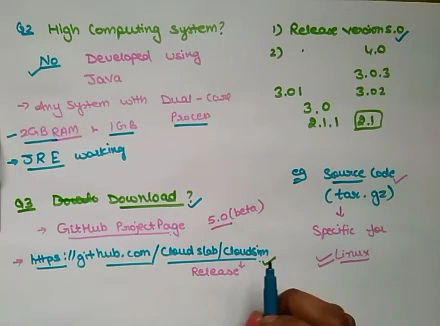 Q2 High Computing System?
No Developed using
Java
→ Any System with Dual-Core
Proces
- 2GB RAM & 1GB
→ JRE working
Q3 Download ?
→ GitHub Project Page 5.0 (beta)
→ https://github.com/Cloudslab/Cloudsim
Release
1) Release version 5.0
2) 4.0
3.0.3
3.01 3.02
3.0
2.1.1 2.1
eg Source Code
(tar.gz)
↓
Specific for
Linux